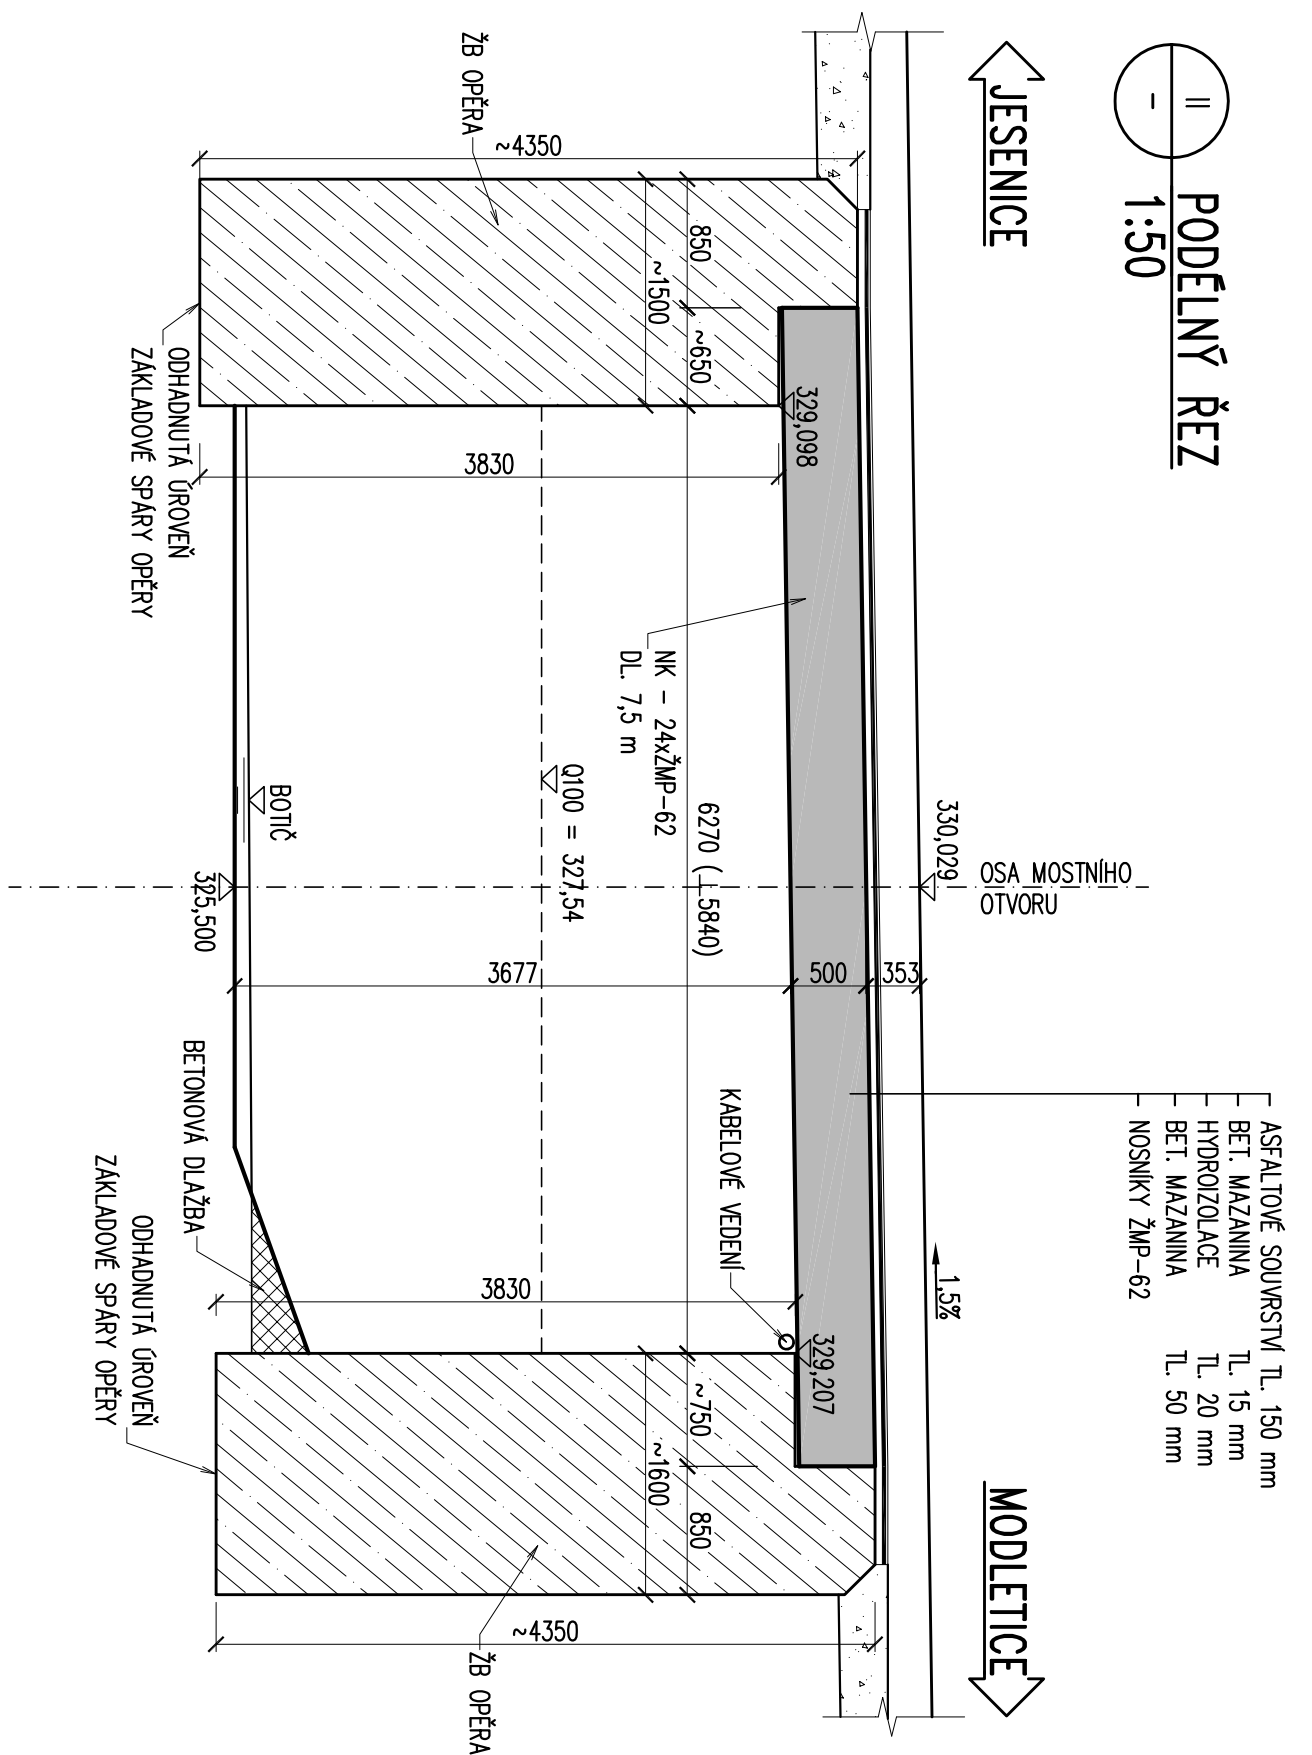 II
-
PODÉLNÝ ŘEZ
1:50
JESENICE
MODLETICE
ASFALTOVÉ SOUVRSTVÍ TL. 150 mm
BET. MAZANINA TL. 15 mm
HYDROIZOLACE TL. 20 mm
BET. MAZANINA TL. 50 mm
NOSNÍKY ŽMP-62
OSA MOSTNÍHO
OTVORU
330,029
1,5%
353
500
3677
329,098
329,207
KABELOVÉ VEDENÍ
850
~650
6270 (⊥5840)
~750
850
~1500
~1600
NK - 24xŽMP-62
DL. 7,5 m
Q100 = 327,54
~4350
3830
3830
~4350
ŽB OPĚRA
ŽB OPĚRA
BOTIČ
325,500
BETONOVÁ DLAŽBA
ODHADNUTÁ ÚROVEŇ
ZÁKLADOVÉ SPÁRY OPĚRY
ODHADNUTÁ ÚROVEŇ
ZÁKLADOVÉ SPÁRY OPĚRY